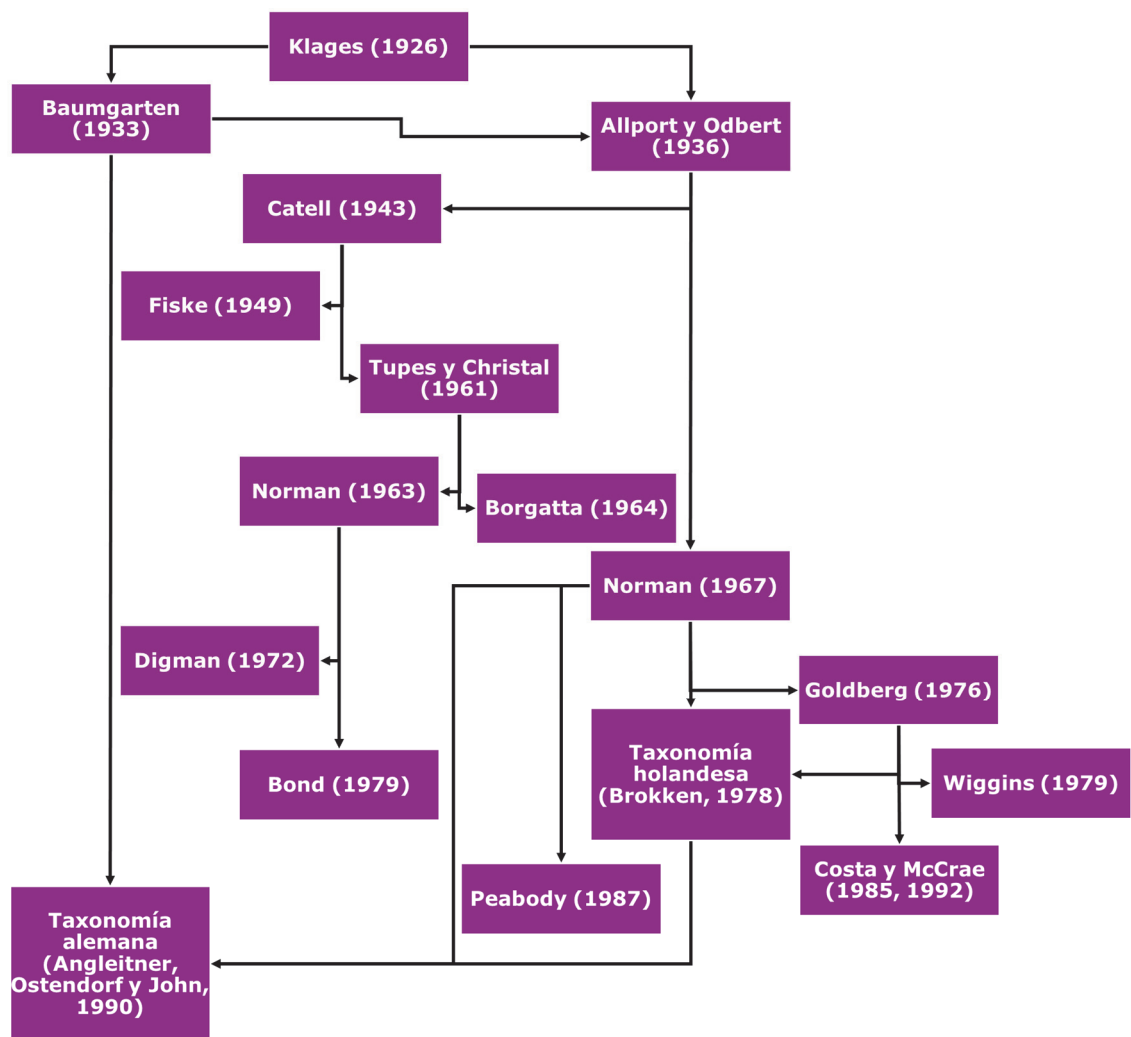 Klages (1926)
Baumgarten
(1933)
Allport y Odbert
(1936)
Catell (1943)
Fiske (1949)
Tupes y Christal
(1961)
Norman (1963)
Borgatta (1964)
Norman (1967)
Digman (1972)
Goldberg (1976)
Taxonomía
holandesa
(Brokken, 1978)
Bond (1979)
Wiggins (1979)
Costa y McCrae
(1985, 1992)
Peabody (1987)
Taxonomía
alemana
(Angleitner,
Ostendorf y John,
1990)